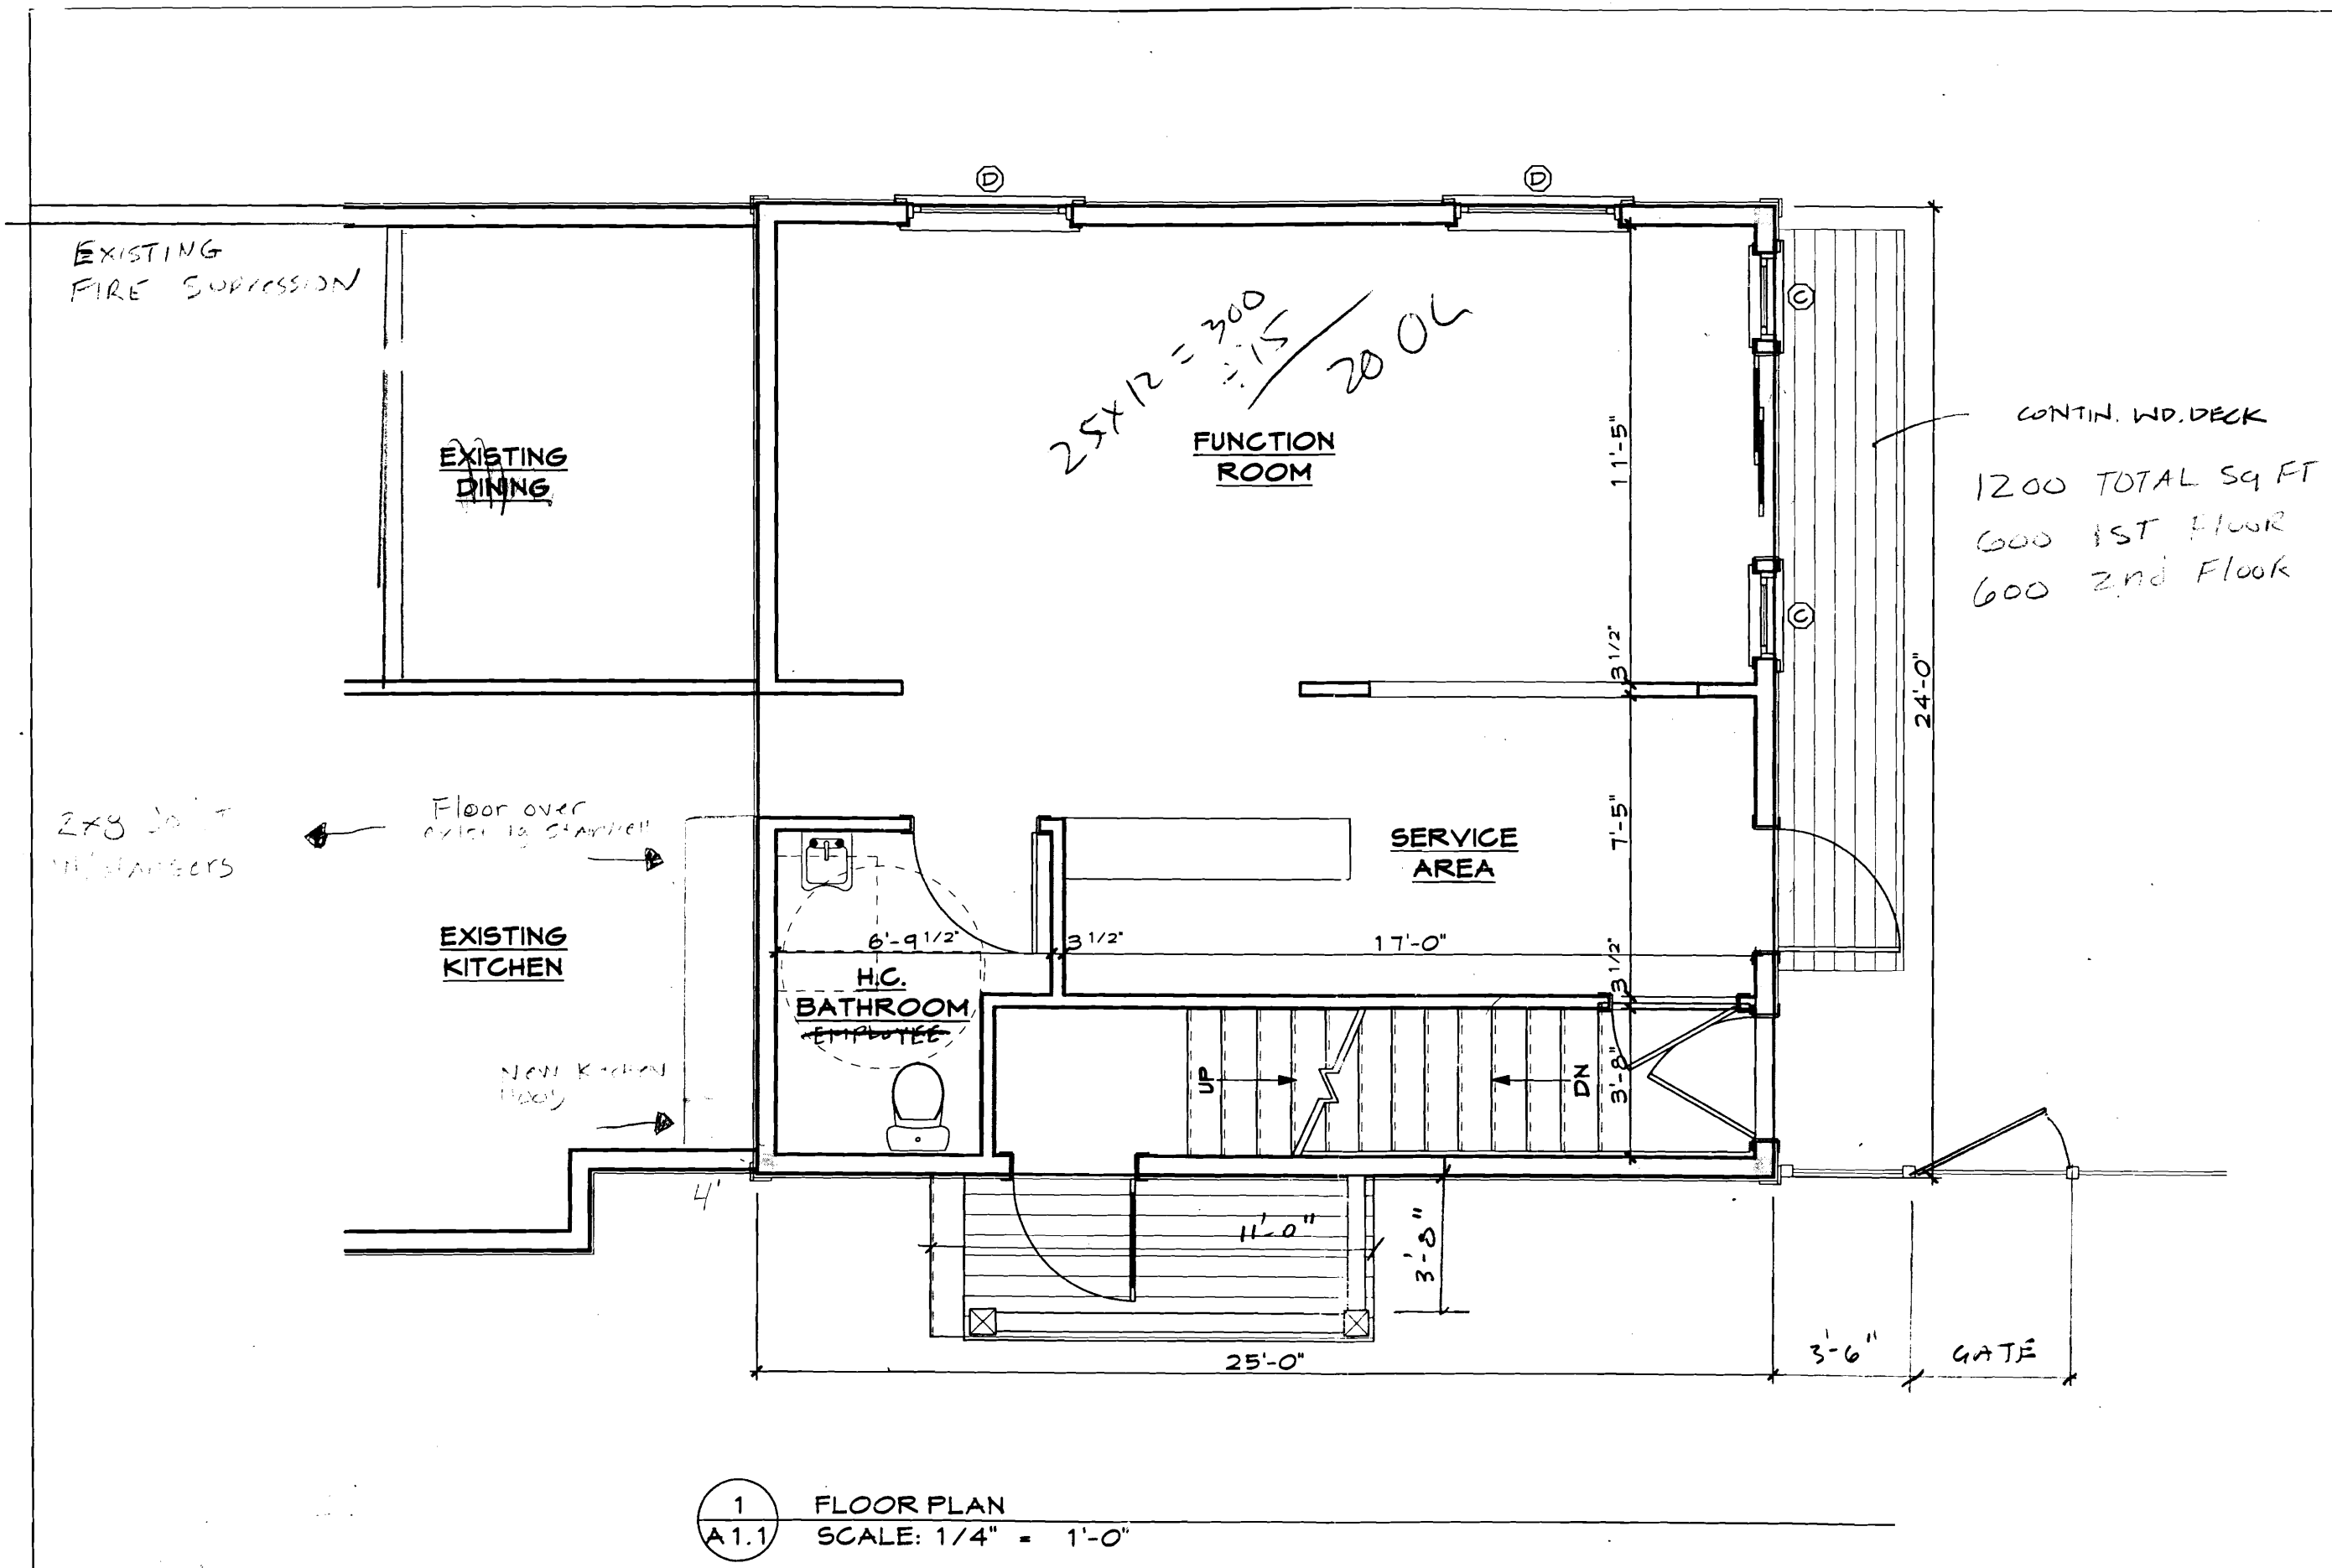 D
D
EXISTING
FIRE SUPRESSION
C
25 x 12 = 300
÷ 15
20 OL
EXISTING
DINING
FUNCTION
ROOM
11'-5"
CONTIN. WD. DECK
1200 TOTAL Sq FT
600 1ST FLOOR
600 2nd Floor
C
3 1/2"
24'-0"
2x8
Floor over
7'-5"
SERVICE
AREA
EXISTING
KITCHEN
6'-9 1/2"
3 1/2"
17'-0"
3 1/2"
H.C.
BATHROOM
EMPLOYEE
New Kitchen
UP
DN
3'-8"
4'
11'-0"
3'-8"
25'-0"
3'-6"
GATE
1
A1.1
FLOOR PLAN
SCALE: 1/4" = 1'-0"